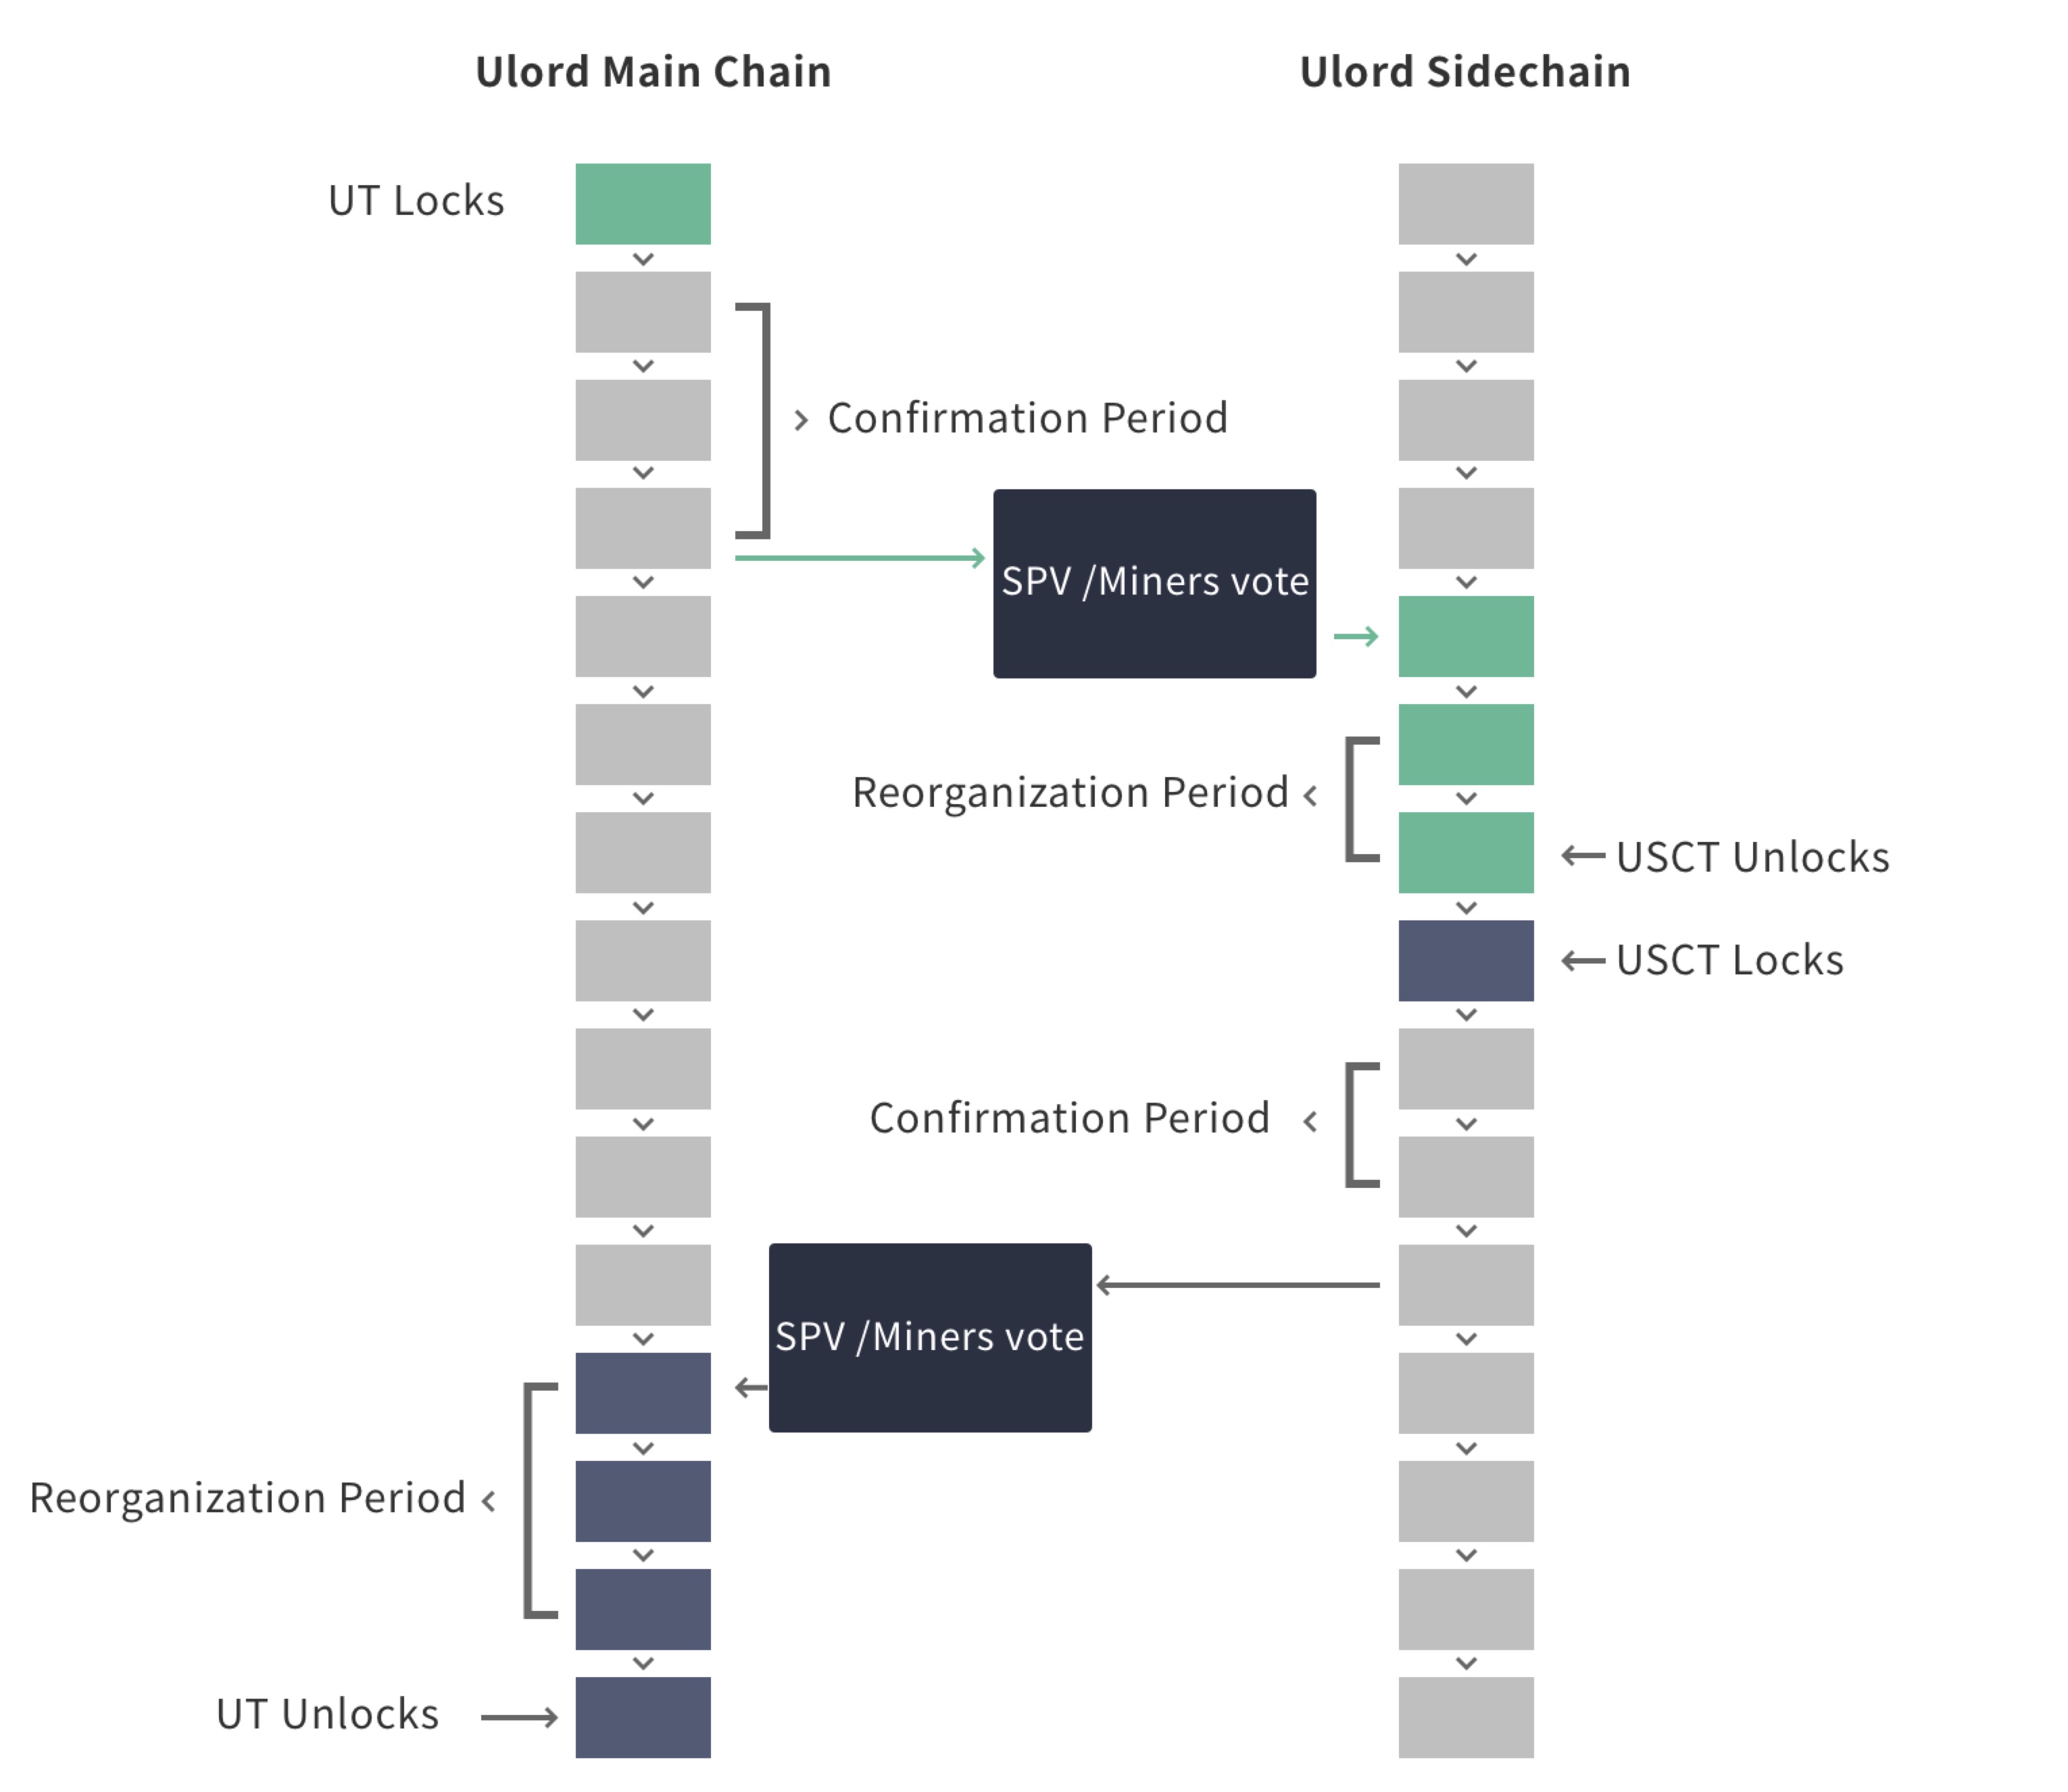 Ulord Main Chain
Ulord Sidechain
UT Locks
Confirmation Period
SPV /Miners vote
Reorganization Period
USCT Unlocks
USCT Locks
Confirmation Period
SPV /Miners vote
Reorganization Period
UT Unlocks